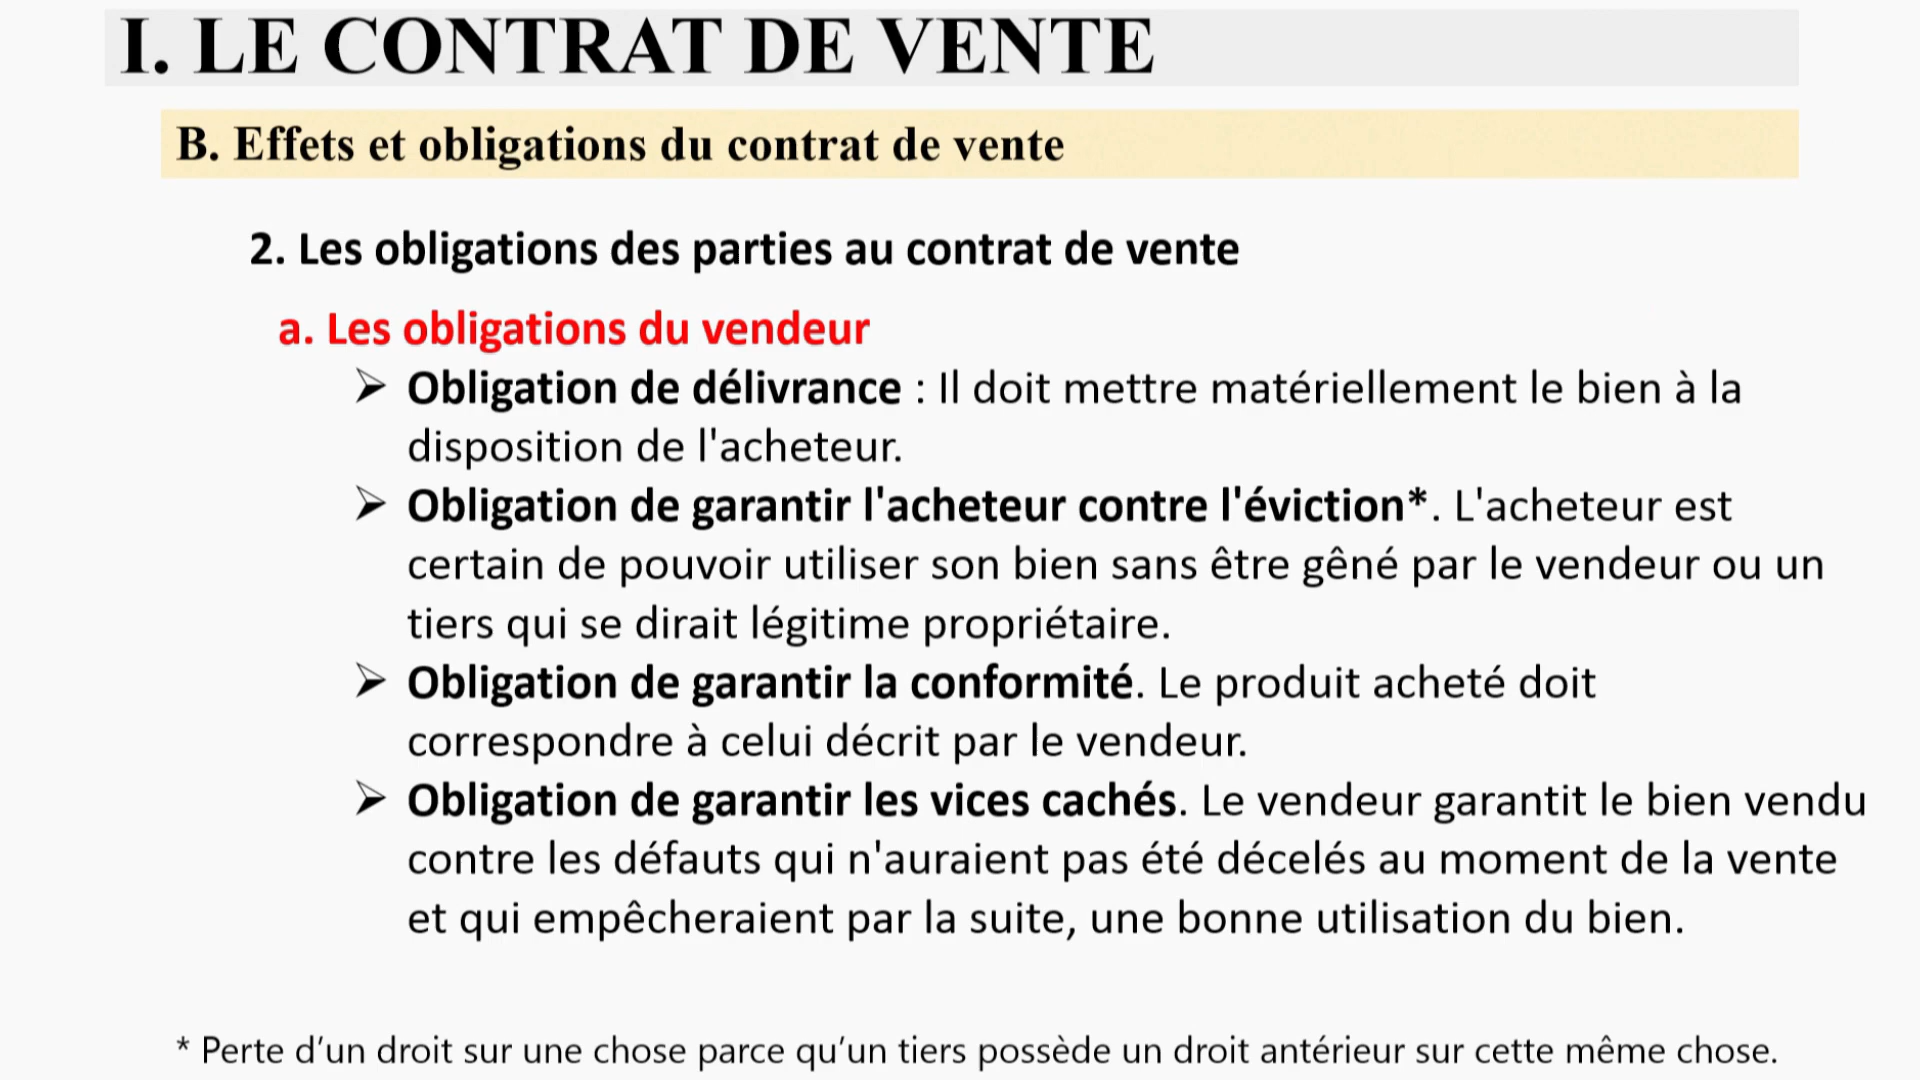 I. LE CONTRAT DE VENTE
B. Effets et obligations du contrat de vente
2. Les obligations des parties au contrat de vente
a. Les obligations du vendeur
➢ Obligation de délivrance : Il doit mettre matériellement le bien à la
disposition de l'acheteur.
➢ Obligation de garantir l'acheteur contre l'éviction*. L'acheteur est
certain de pouvoir utiliser son bien sans être gêné par le vendeur ou un
tiers qui se dirait légitime propriétaire.
➢ Obligation de garantir la conformité. Le produit acheté doit
correspondre à celui décrit par le vendeur.
➢ Obligation de garantir les vices cachés. Le vendeur garantit le bien vendu
contre les défauts qui n'auraient pas été décelés au moment de la vente
et qui empêcheraient par la suite, une bonne utilisation du bien.
* Perte d’un droit sur une chose parce qu’un tiers possède un droit antérieur sur cette même chose.